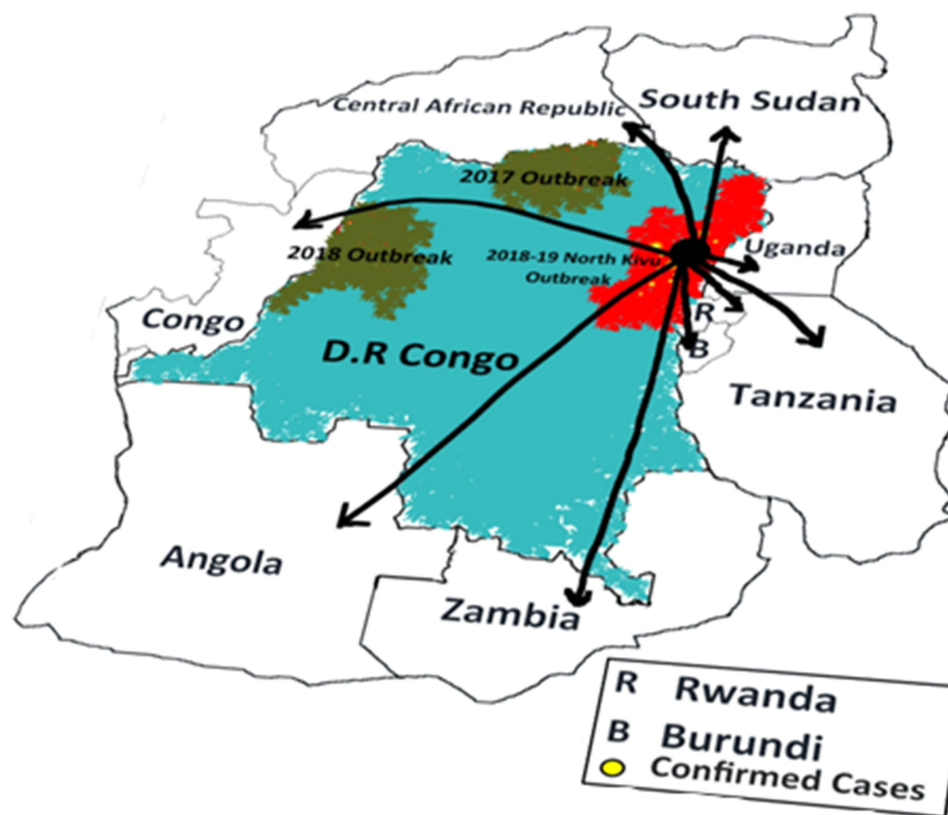 Central African Republic
South Sudan
2017 Outbreak
2018 Outbreak
2018-19 North Kivu
Outbreak
Uganda
Congo
R
B
D.R Congo
Tanzania
Angola
Zambia
R Rwanda
B Burundi
Confirmed Cases